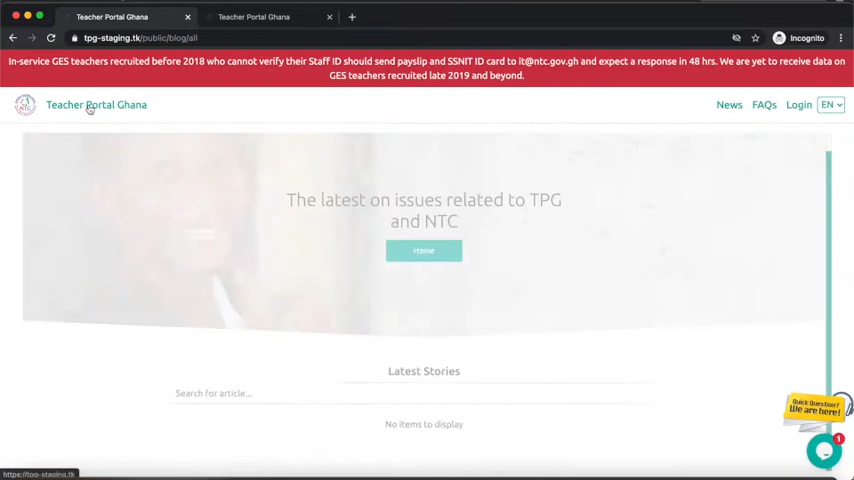 Teacher Portal Ghana
Teacher Portal Ghana
tpg-staging.tk/public/blog/all
Incognito
In-service GES teachers recruited before 2018 who cannot verify their Staff ID should send payslip and SSNIT ID card to it@ntc.gov.gh and expect a response in 48 hrs. We are yet to receive data on
GES teachers recruited late 2019 and beyond.
NTC
Teacher Portal Ghana
News
FAQs
Login
EN
The latest on issues related to TPG
and NTC
Home
Latest Stories
Search for article...
No items to display
Quick Question?
We are here!
1
https://tpg-staging.tk